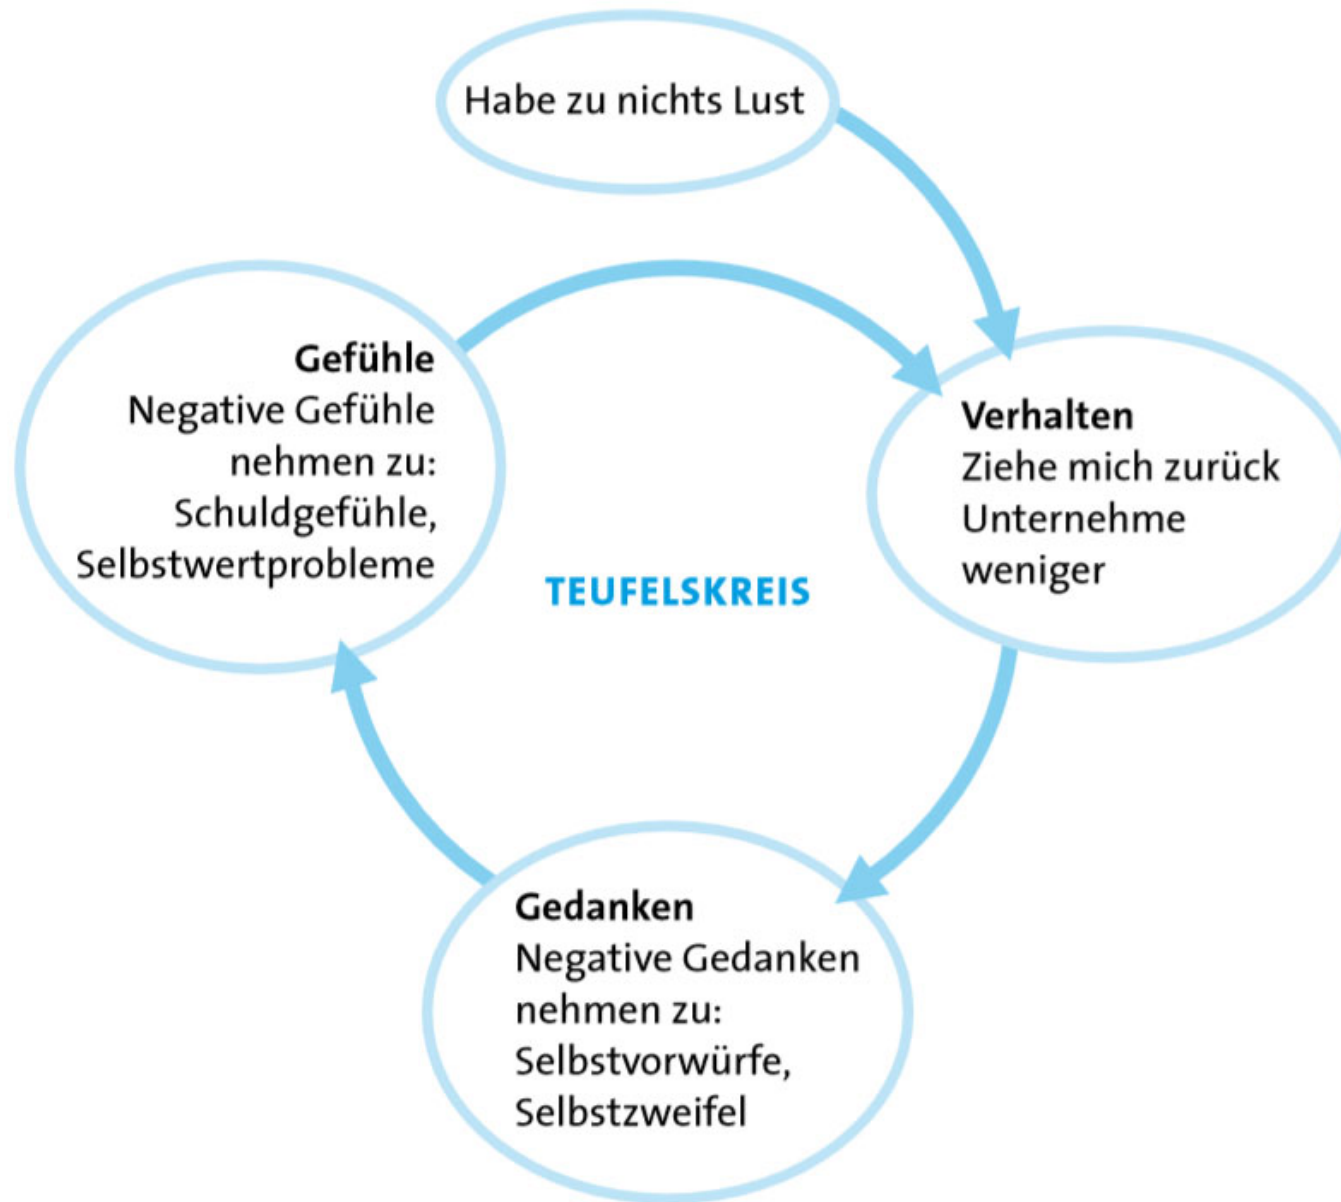 Habe zu nichts Lust
Gefühle
Negative Gefühle
nehmen zu:
Schuldgefühle,
Selbstwertprobleme
Verhalten
Ziehe mich zurück
Unternehme
weniger
TEUFELSKREIS
Gedanken
Negative Gedanken
nehmen zu:
Selbstvorwürfe,
Selbstzweifel